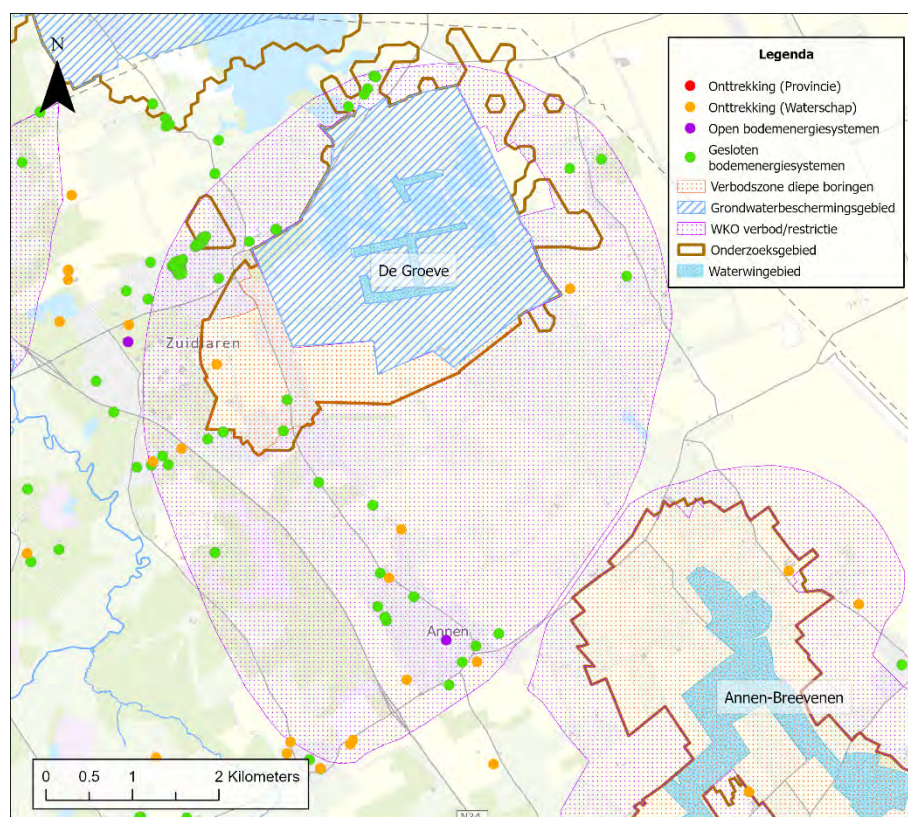 N
Legenda
Onttrekking (Provincie)
Onttrekking (Waterschap)
Open bodemenergiesystemen
Gesloten
bodemenergiesystemen
Verbodszone diepe boringen
Grondwaterbeschermingsgebied
WKO verbod/restrictie
Onderzoeksgebied
Waterwingebied
De Groeve
Zuidlaren
Annen
Annen-Breevenen
0 0.5 1 2 Kilometers
N34